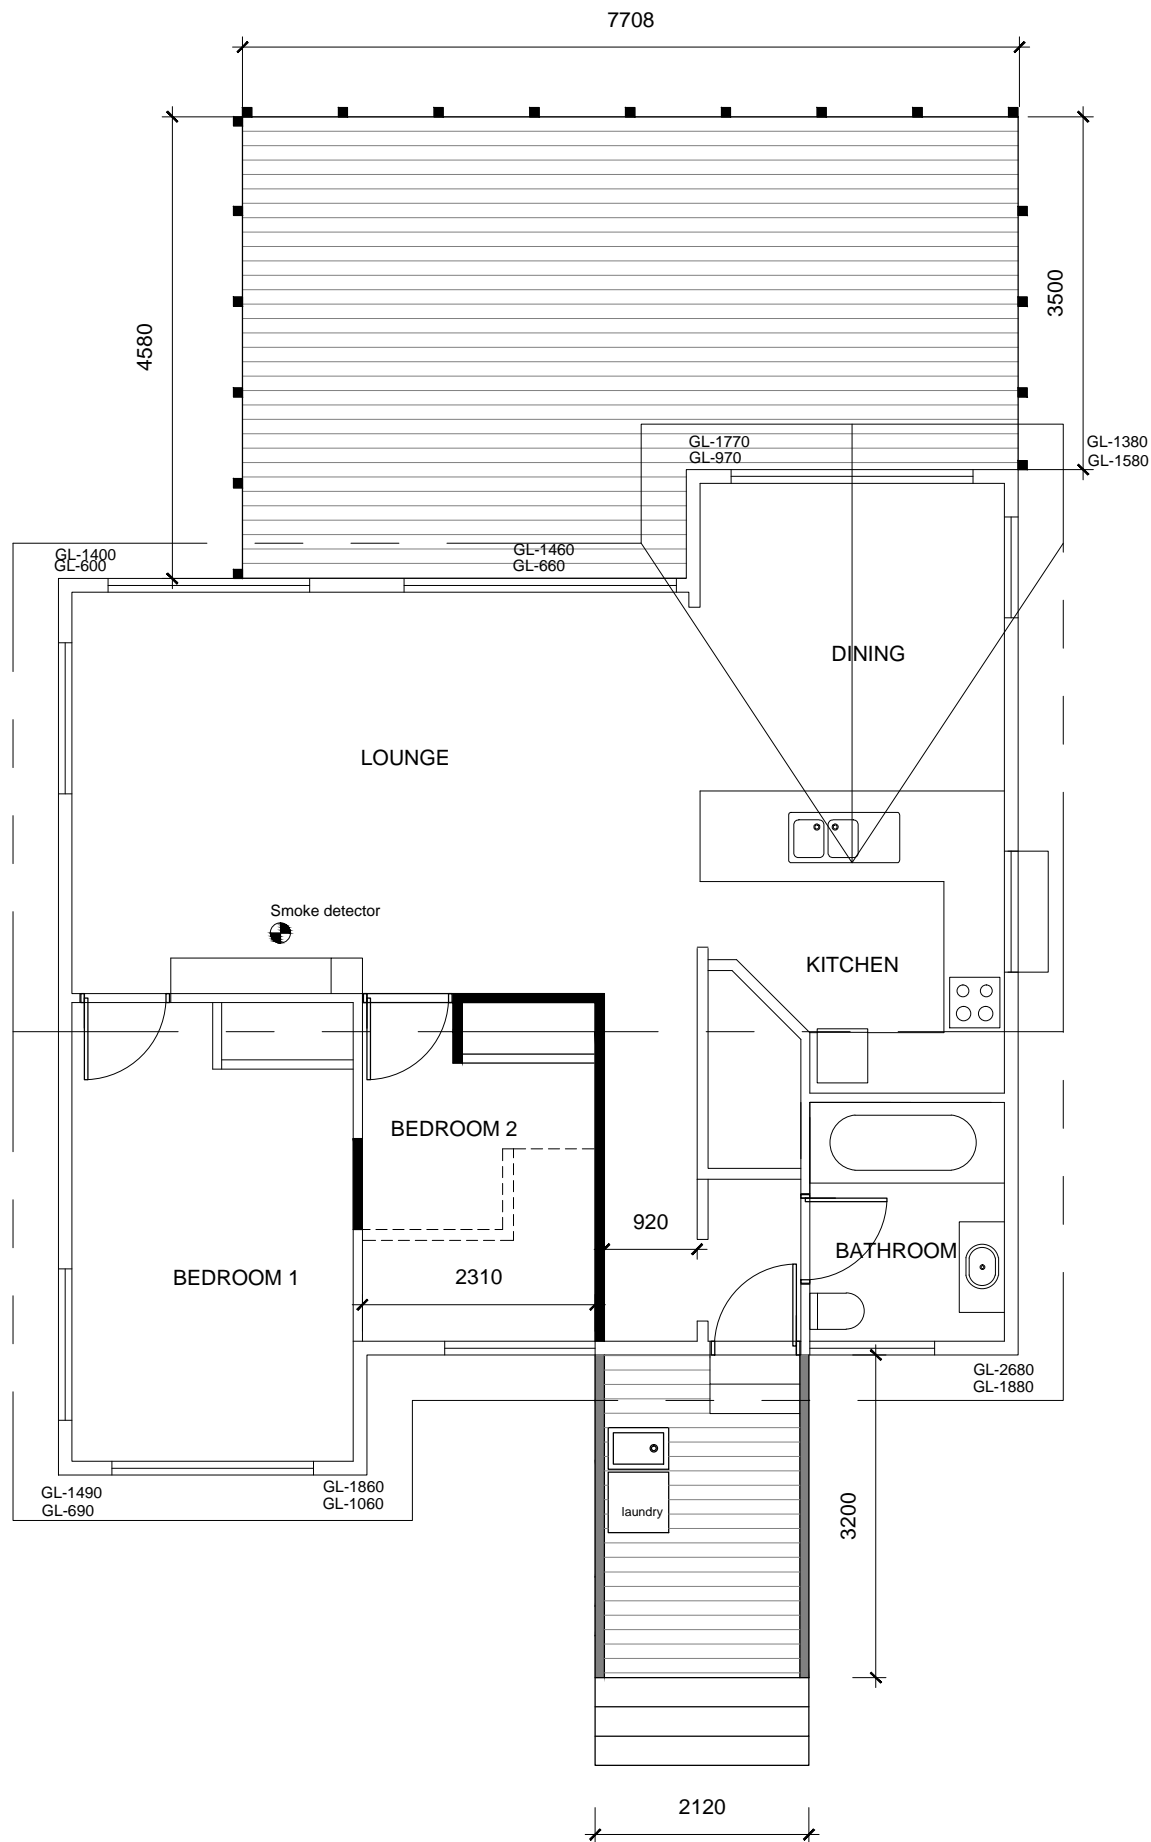 7708
4580
3500
GL-1770
GL-970
GL-1380
GL-1580
GL-1400
GL-600
GL-1460
GL-660
DINING
LOUNGE
Smoke detector
KITCHEN
BEDROOM 2
920
BATHROOM
BEDROOM 1
2310
GL-2680
GL-1880
GL-1490
GL-690
GL-1860
GL-1060
laundry
3200
2120